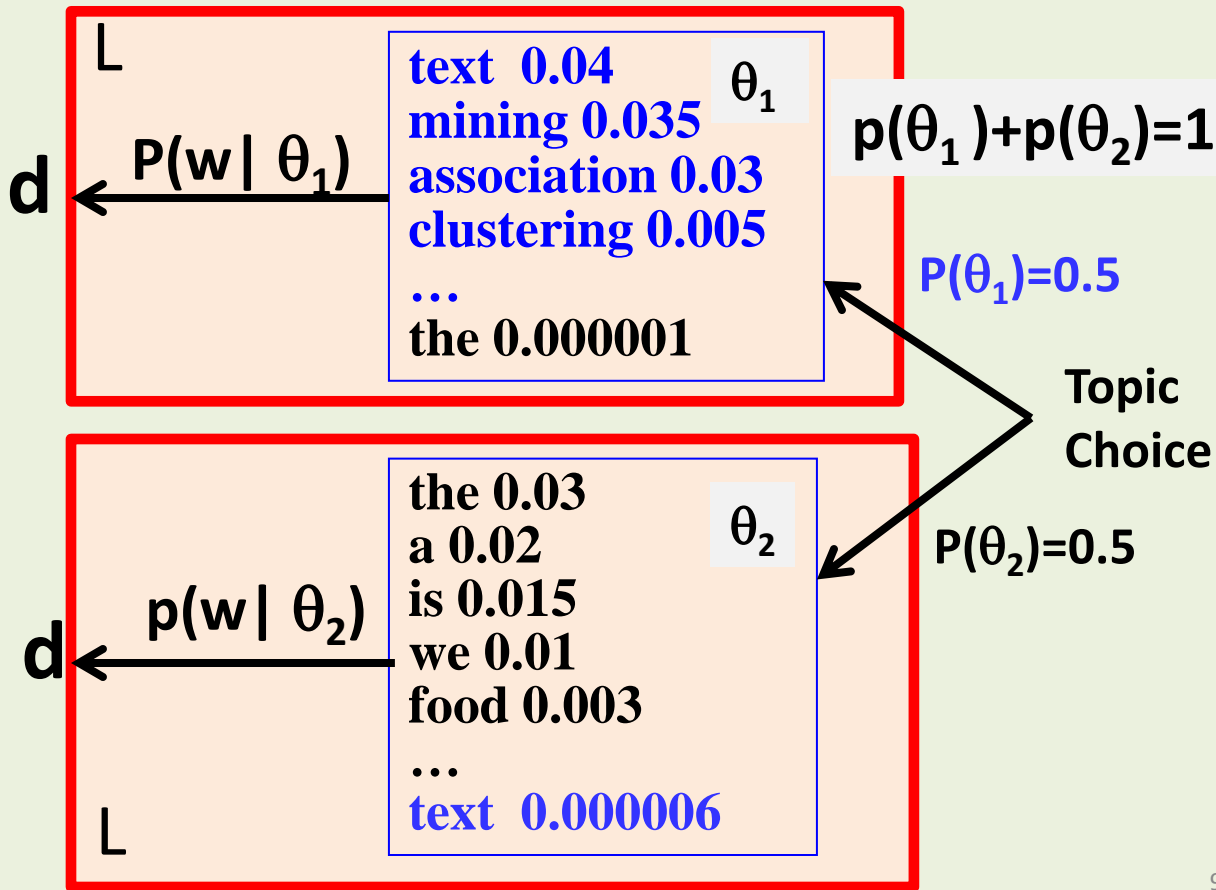 L
text 0.04
θ1
mining 0.035
p(θ1 )+p(θ2)=1
P(w| θ1)
association 0.03
d
clustering 0.005
…
P(θ1)=0.5
the 0.000001
Topic
Choice
the 0.03
θ2
a 0.02
P(θ2)=0.5
is 0.015
p(w| θ2)
we 0.01
d
food 0.003
…
text 0.000006
L